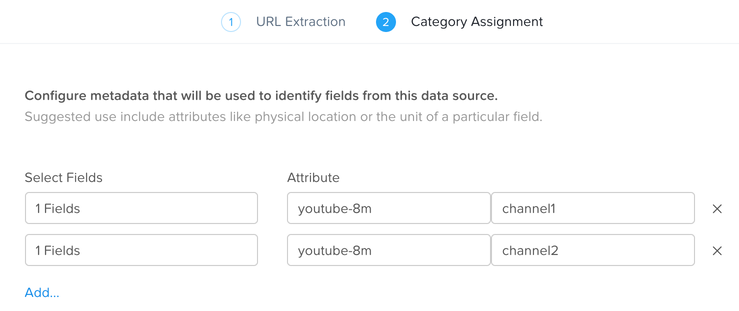 1 URL Extraction 2 Category Assignment
Configure metadata that will be used to identify fields from this data source.
Suggested use include attributes like physical location or the unit of a particular field.
Select Fields Attribute
1 Fields youtube-8m channel1 ×
1 Fields youtube-8m channel2 ×
Add...